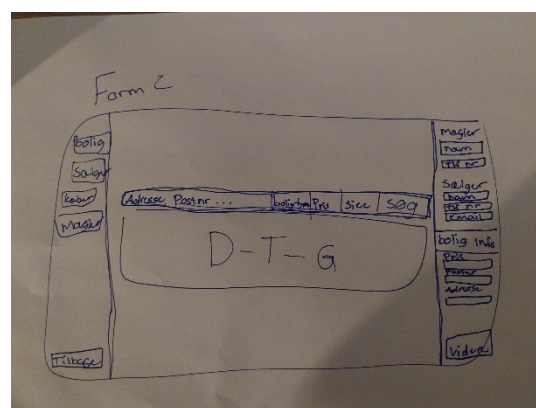 Form 2
bolig
Sælger
køber
Mægler
Tilbage
Adresse Postnr ... boligtype Pris Size søg
D-T-G
Mægler
navn
tlf nr.
Sælger
navn
tlf nr.
Email
bolig Info
Pris
Postnr
Adresse
Videre